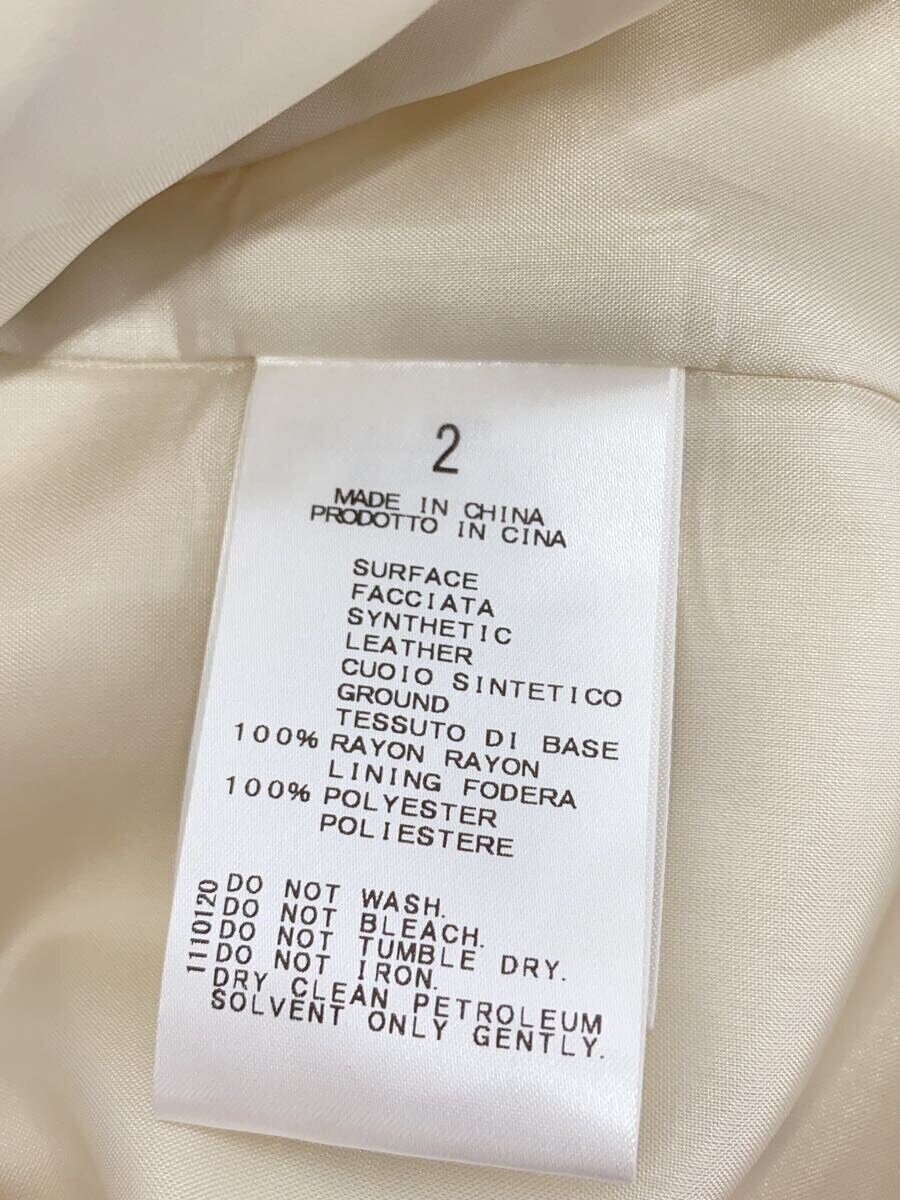 2
MADE IN CHINA
PRODOTTO IN CINA
SURFACE
FACCIATA
SYNTHETIC
LEATHER
CUOIO SINTETICO
GROUND
TESSUTO DI BASE
100% RAYON RAYON
LINING FODERA
100% POLYESTER
POLIESTERE
1110120
DO NOT WASH.
DO NOT BLEACH.
DO NOT TUMBLE DRY.
DO NOT IRON.
DRY CLEAN PETROLEUM
SOLVENT ONLY GENTLY.